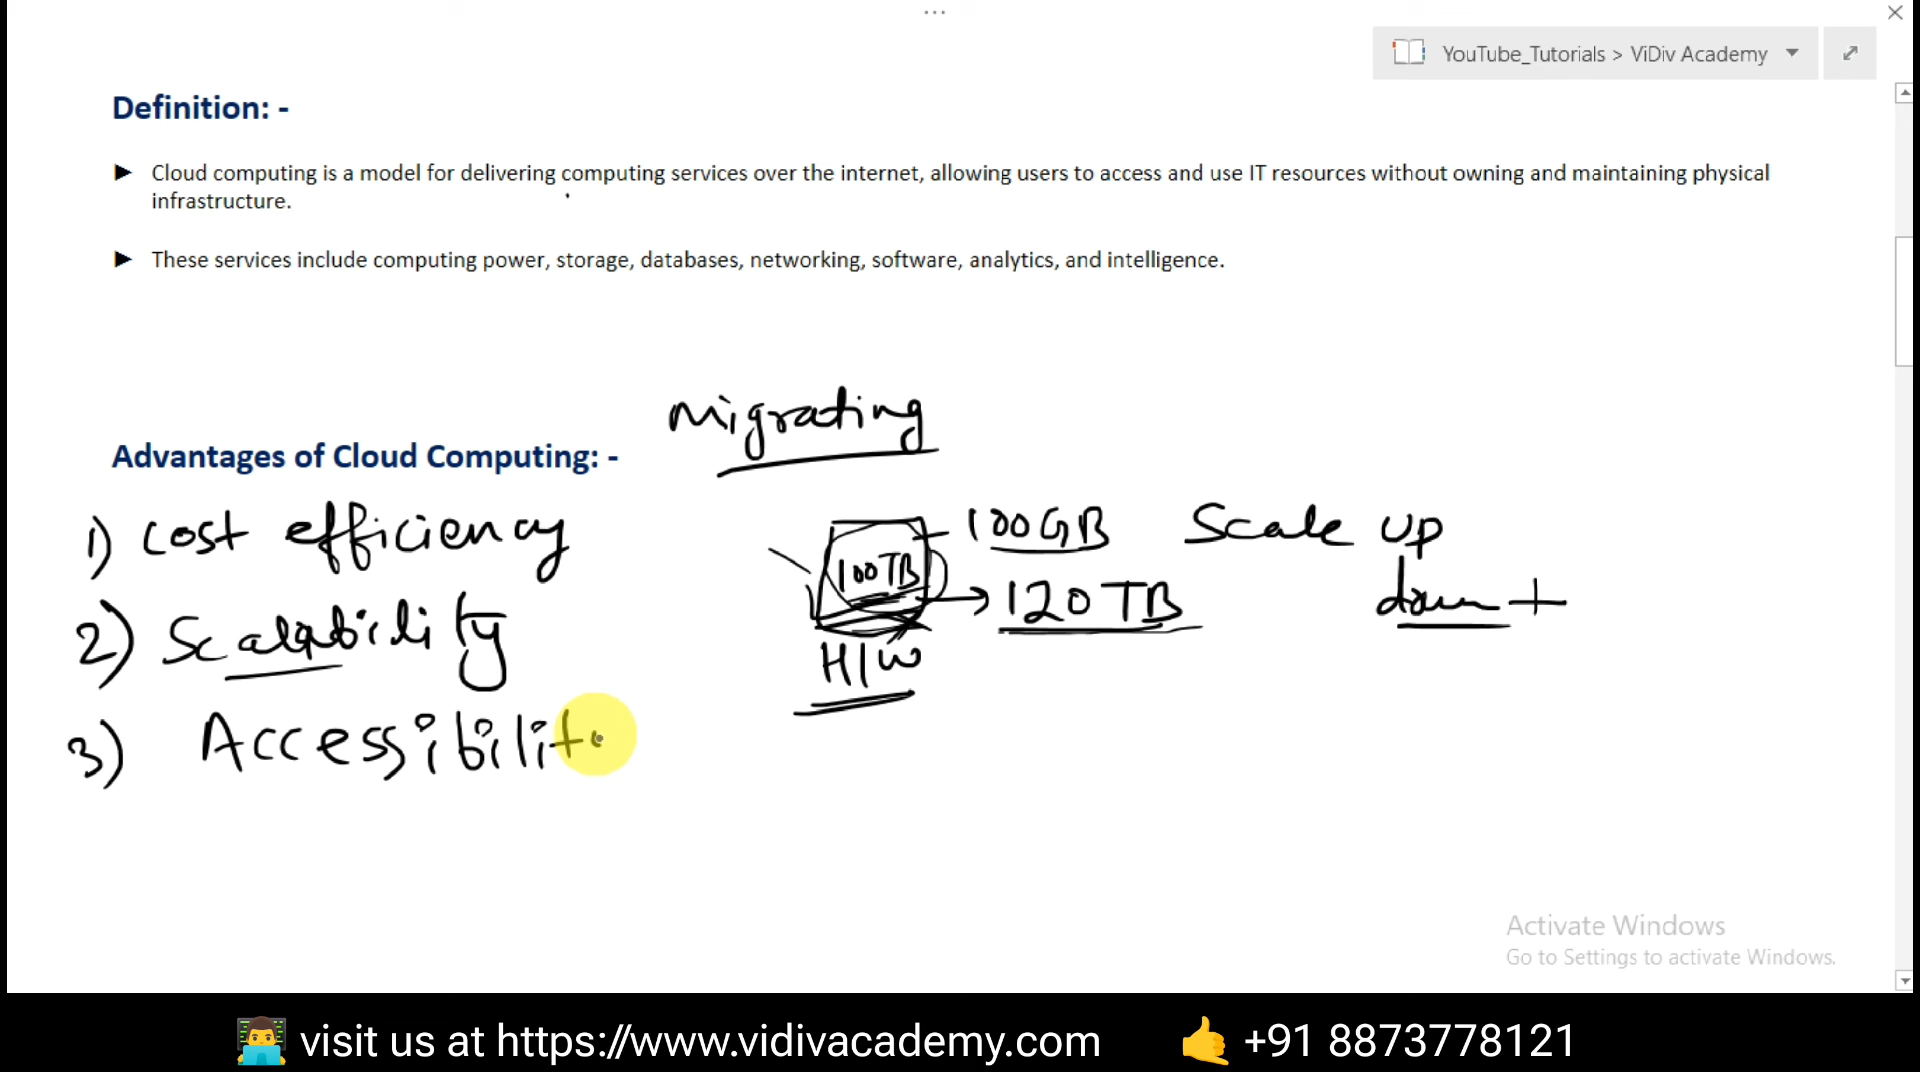 YouTube_Tutorials > ViDiv Academy
Definition: -
► Cloud computing is a model for delivering computing services over the internet, allowing users to access and use IT resources without owning and maintaining physical
infrastructure.
► These services include computing power, storage, databases, networking, software, analytics, and intelligence.
Migrating
Advantages of Cloud Computing: -
1) Cost efficiency
100GB Scale up
100TB
120TB down
2) Scalability
H/W
3) Accessibilit
Activate Windows
Go to Settings to activate Windows.
visit us at https://www.vidivacademy.com +91 8873778121